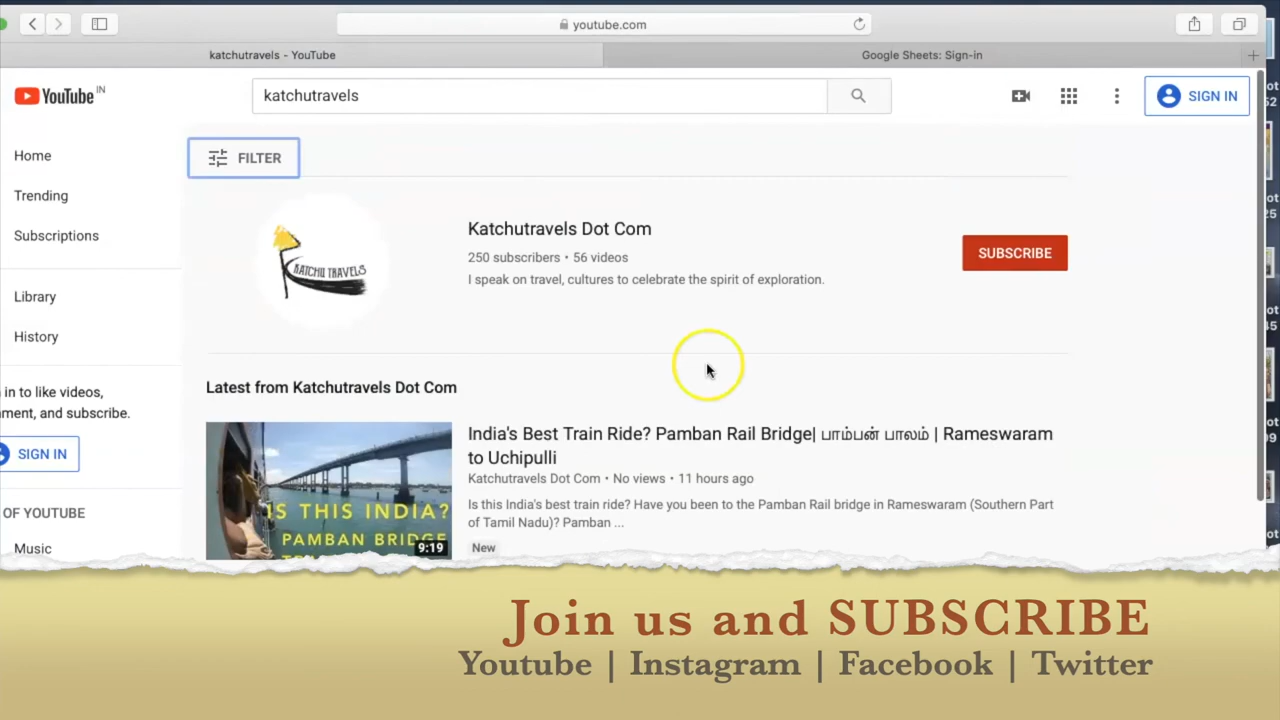 youtube.com
katchutravels - YouTube
Google Sheets: Sign-in
YouTube IN
katchutravels
SIGN IN
Home
Trending
Subscriptions
Library
History
in to like videos,
ment, and subscribe.
SIGN IN
OF YOUTUBE
Music
FILTER
KATCHU TRAVELS
Katchutravels Dot Com
250 subscribers • 56 videos
I speak on travel, cultures to celebrate the spirit of exploration.
SUBSCRIBE
Latest from Katchutravels Dot Com
IS THIS INDIA?
PAMBAN BRIDGE
9:19
India's Best Train Ride? Pamban Rail Bridge| பாம்பன் பாலம் | Rameswaram
to Uchipulli
Katchutravels Dot Com • No views • 11 hours ago
Is this India's best train ride? Have you been to the Pamban Rail bridge in Rameswaram (Southern Part
of Tamil Nadu)? Pamban ...
New
Join us and SUBSCRIBE
Youtube | Instagram | Facebook | Twitter